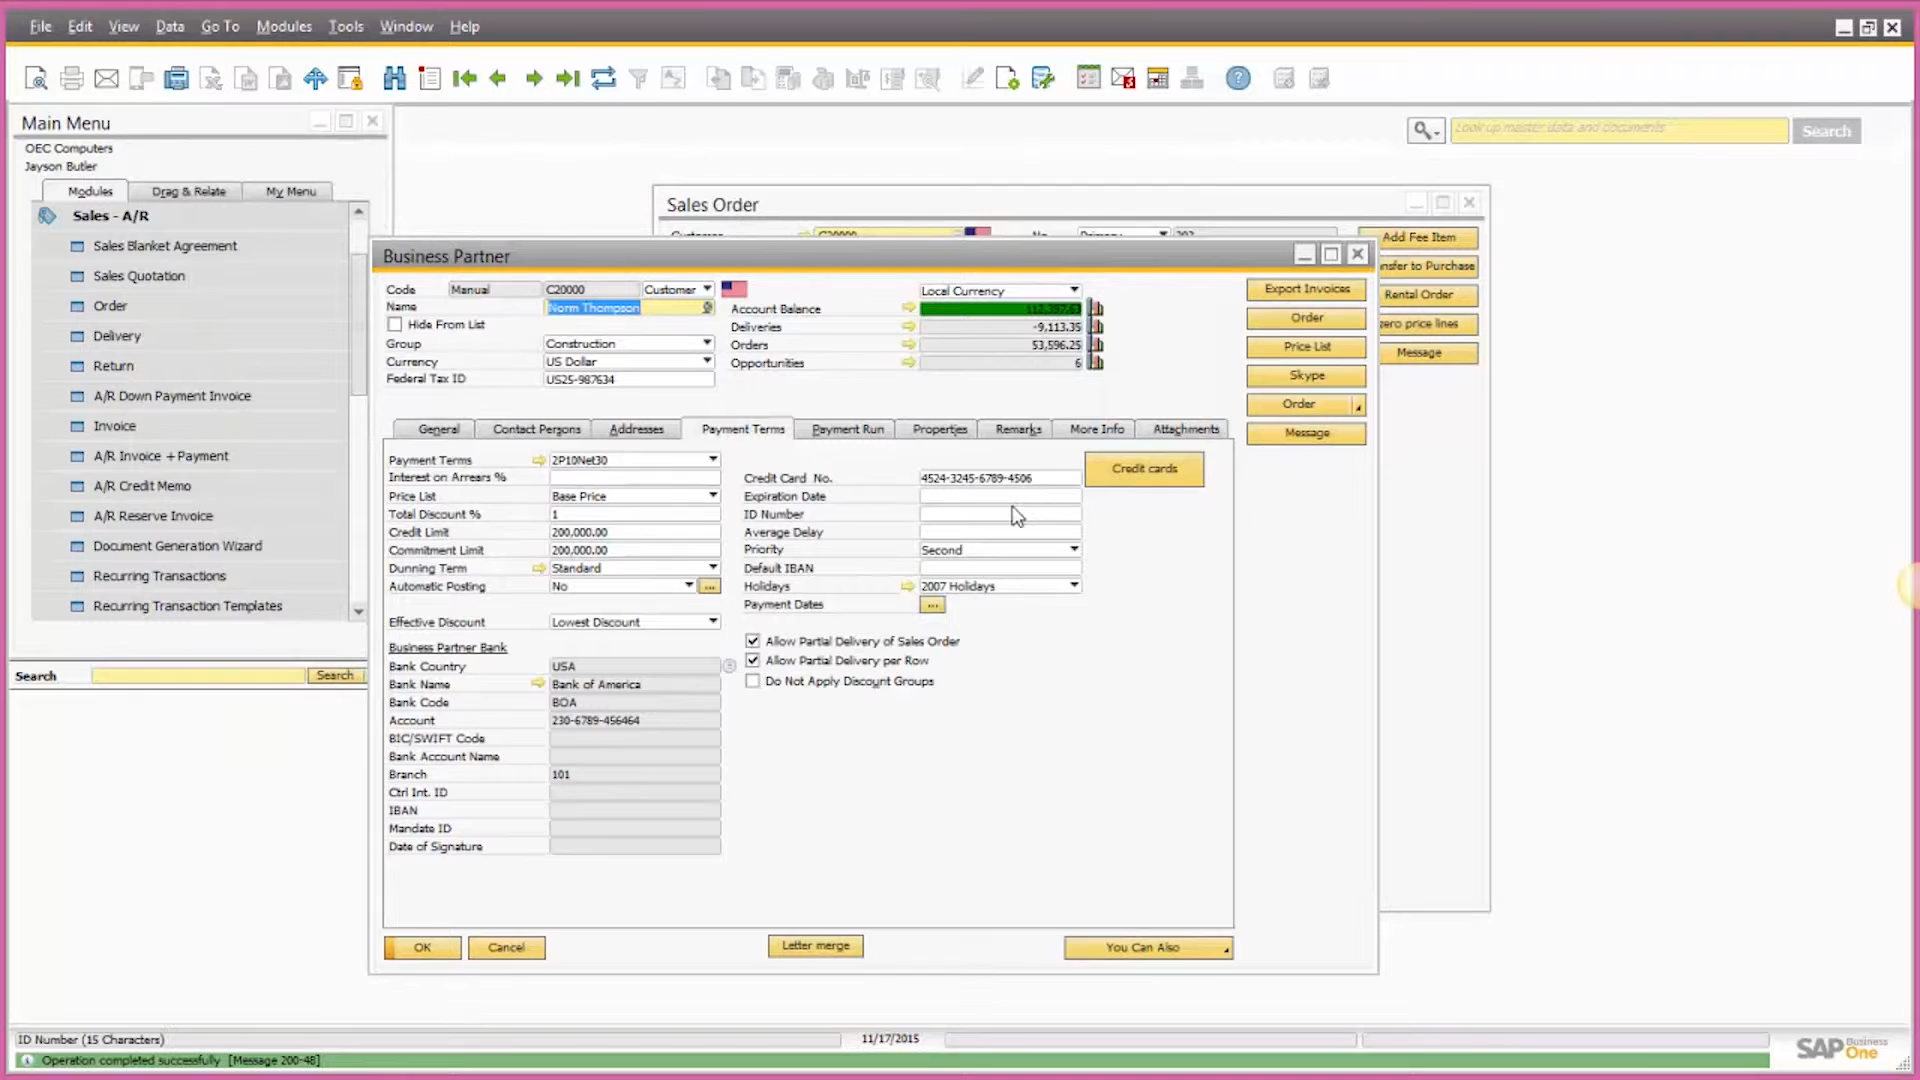 File Edit View Data Go To Modules Tools Window Help
Main Menu
OEC Computers
Jayson Butler
Modules Drag & Relate My Menu
Sales - A/R
Sales Blanket Agreement
Sales Quotation
Order
Delivery
Return
A/R Down Payment Invoice
Invoice
A/R Invoice + Payment
A/R Credit Memo
A/R Reserve Invoice
Document Generation Wizard
Recurring Transactions
Recurring Transaction Templates
Search Search
Look up master data and documents Search
Sales Order
Customer C20000 No. Primary 202
Add Fee Item
nsfer to Purchase
Rental Order
zero price lines
Message
Business Partner
Code Manual C20000 Customer
Name Norm Thompson
Hide From List
Group Construction
Currency US Dollar
Federal Tax ID US25-987634
Local Currency
Account Balance
Deliveries -9,113.35
Orders 53,596.25
Opportunities 6
Export Invoices
Order
Price List
Skype
Order
Message
General Contact Persons Addresses Payment Terms Payment Run Properties Remarks More Info Attachments
Payment Terms 2P10Net30
Interest on Arrears %
Price List Base Price
Total Discount % 1
Credit Limit 200,000.00
Commitment Limit 200,000.00
Dunning Term Standard
Automatic Posting No ...
Effective Discount Lowest Discount
Business Partner Bank
Bank Country USA
Bank Name Bank of America
Bank Code BOA
Account 230-6789-456464
BIC/SWIFT Code
Bank Account Name
Branch 101
Ctrl Int. ID
IBAN
Mandate ID
Date of Signature
Credit Card No. 4524-3245-6789-4506
Credit cards
Expiration Date
ID Number
Average Delay
Priority Second
Default IBAN
Holidays 2007 Holidays
Payment Dates ...
Allow Partial Delivery of Sales Order
Allow Partial Delivery per Row
Do Not Apply Discount Groups
OK Cancel Letter merge You Can Also
ID Number (15 Characters) 11/17/2015
Operation completed successfully [Message 200-48]
SAP Business One